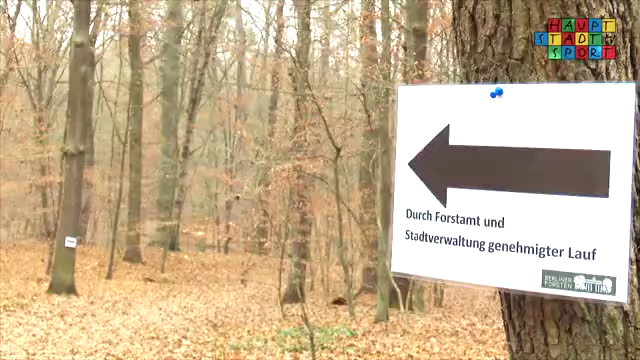 HAUPT
STADT
SPORT
Durch Forstamt und
Stadtverwaltung genehmigter Lauf
BERLINER
FORSTEN